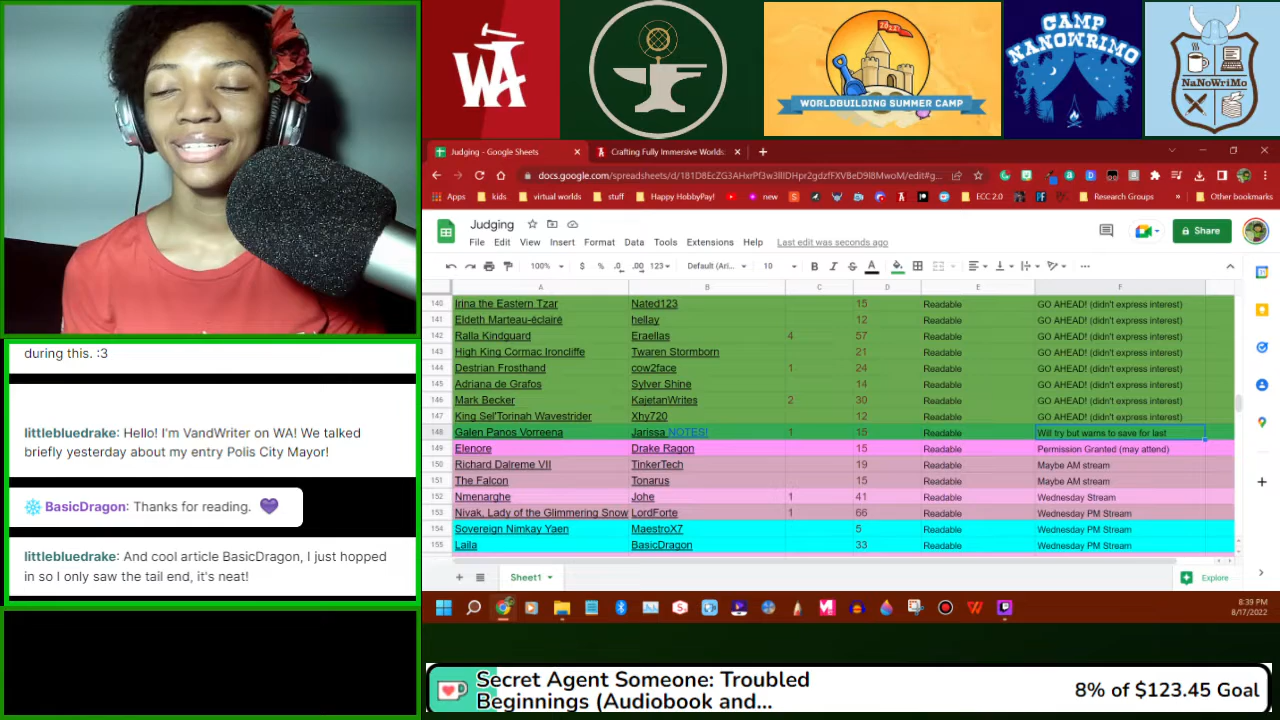 WA
2022
WORLDBUILDING SUMMER CAMP
CAMP
NANOWRIMO
NaNoWriMo
Judging - Google Sheets
Crafting Fully Immersive Worlds
Apps
kids
virtual worlds
stuff
Happy HobbyPay!
new
ECC 2.0
Research Groups
Other bookmarks
Judging
File Edit View Insert Format Data Tools Extensions Help Last edit was seconds ago
Share
100% $ % .0 .00 123 Default (Ari... 10 B I S A
A B C D E F
140 Irina the Eastern Tzar Nated123 15 Readable GO AHEAD! (didn't express interest)
141 Eldeth Marteau-éclairé hellay 12 Readable GO AHEAD! (didn't express interest)
142 Ralla Kindguard Eraellas 4 57 Readable GO AHEAD! (didn't express interest)
143 High King Cormac Ironcliffe Twaren Stormborn 21 Readable GO AHEAD! (didn't express interest)
144 Destrian Frosthand cow2face 1 24 Readable GO AHEAD! (didn't express interest)
145 Adriana de Grafos Sylver Shine 14 Readable GO AHEAD! (didn't express interest)
146 Mark Becker KajetanWrites 2 30 Readable GO AHEAD! (didn't express interest)
147 King Sel'Torinah Wavestrider Xhy720 12 Readable GO AHEAD! (didn't express interest)
148 Galen Panos Vorreena Jarissa NOTES! 1 15 Readable Will try but warns to save for last
149 Elenore Drake Ragon 15 Readable Permission Granted (may attend)
150 Richard Dalreme VII TinkerTech 19 Readable Maybe AM stream
151 The Falcon Tonarus 15 Readable Maybe AM stream
152 Nmenarghe Johe 1 41 Readable Wednesday Stream
153 Nivak, Lady of the Glimmering Snow LordForte 1 66 Readable Wednesday PM Stream
154 Sovereign Nimkay Yaen MaestroX7 5 Readable Wednesday PM Stream
155 Laila BasicDragon 33 Readable Wednesday PM Stream
Sheet1
Explore
8:39 PM
8/17/2022
during this. :3
littlebluedrake: Hello! I'm VandWriter on WA! We talked
briefly yesterday about my entry Polis City Mayor!
BasicDragon: Thanks for reading.
littlebluedrake: And cool article BasicDragon, I just hopped
in so I only saw the tail end, it's neat!
Secret Agent Someone: Troubled
Beginnings (Audiobook and...
8% of $123.45 Goal